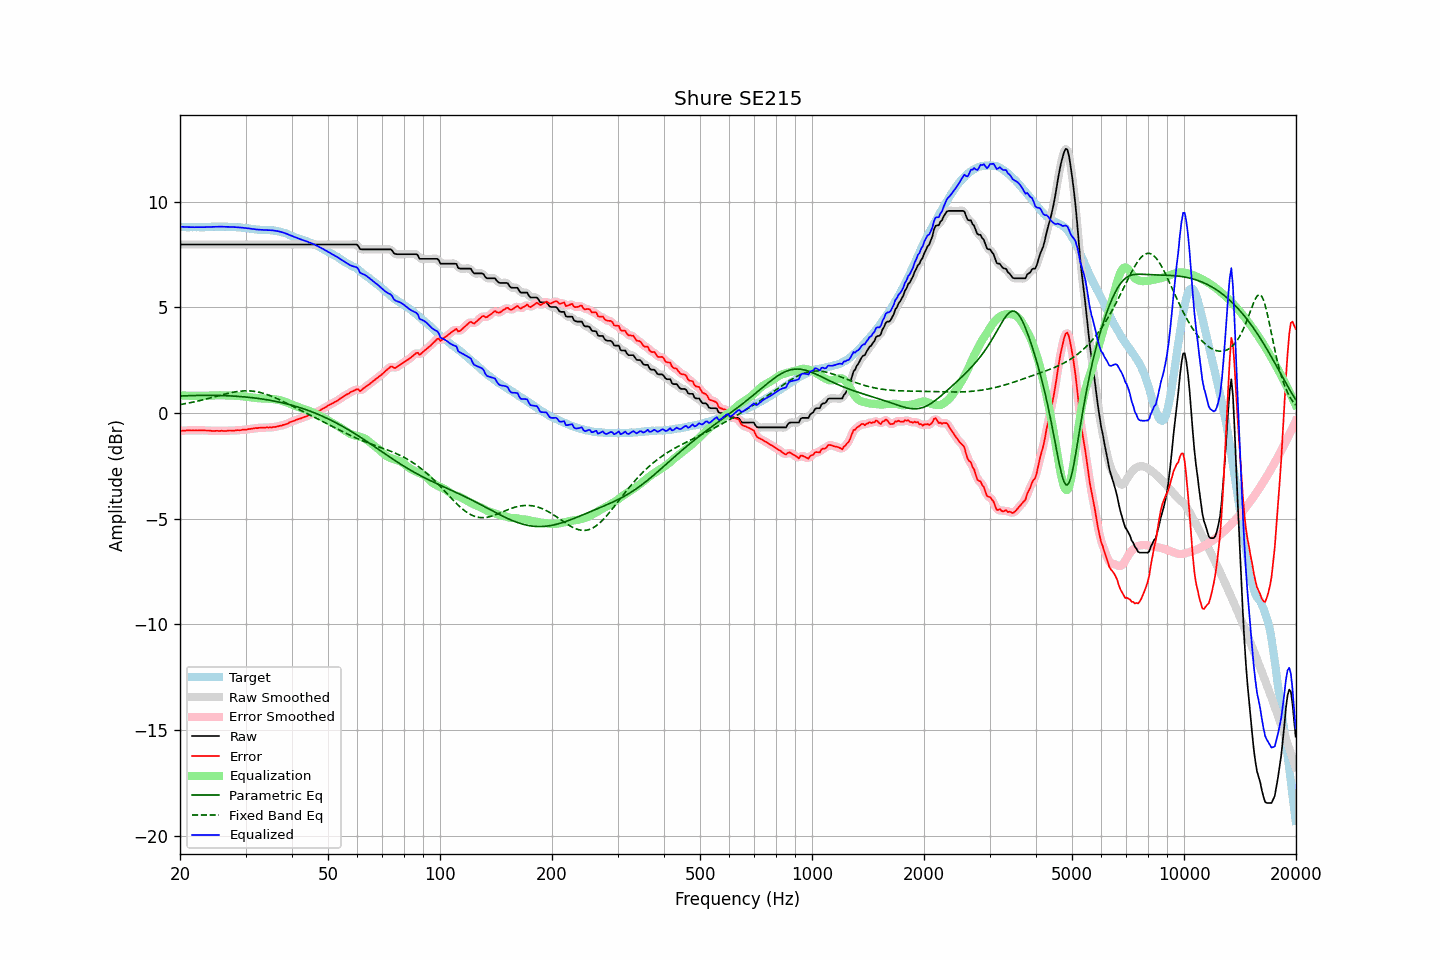 Shure SE215
Amplitude (dBr)
10
5
0
−5
−10
−15
−20
Target
Raw Smoothed
Error Smoothed
Raw
Error
Equalization
Parametric Eq
Fixed Band Eq
Equalized
20 50 100 200 500 1000 2000 5000 10000 20000
Frequency (Hz)